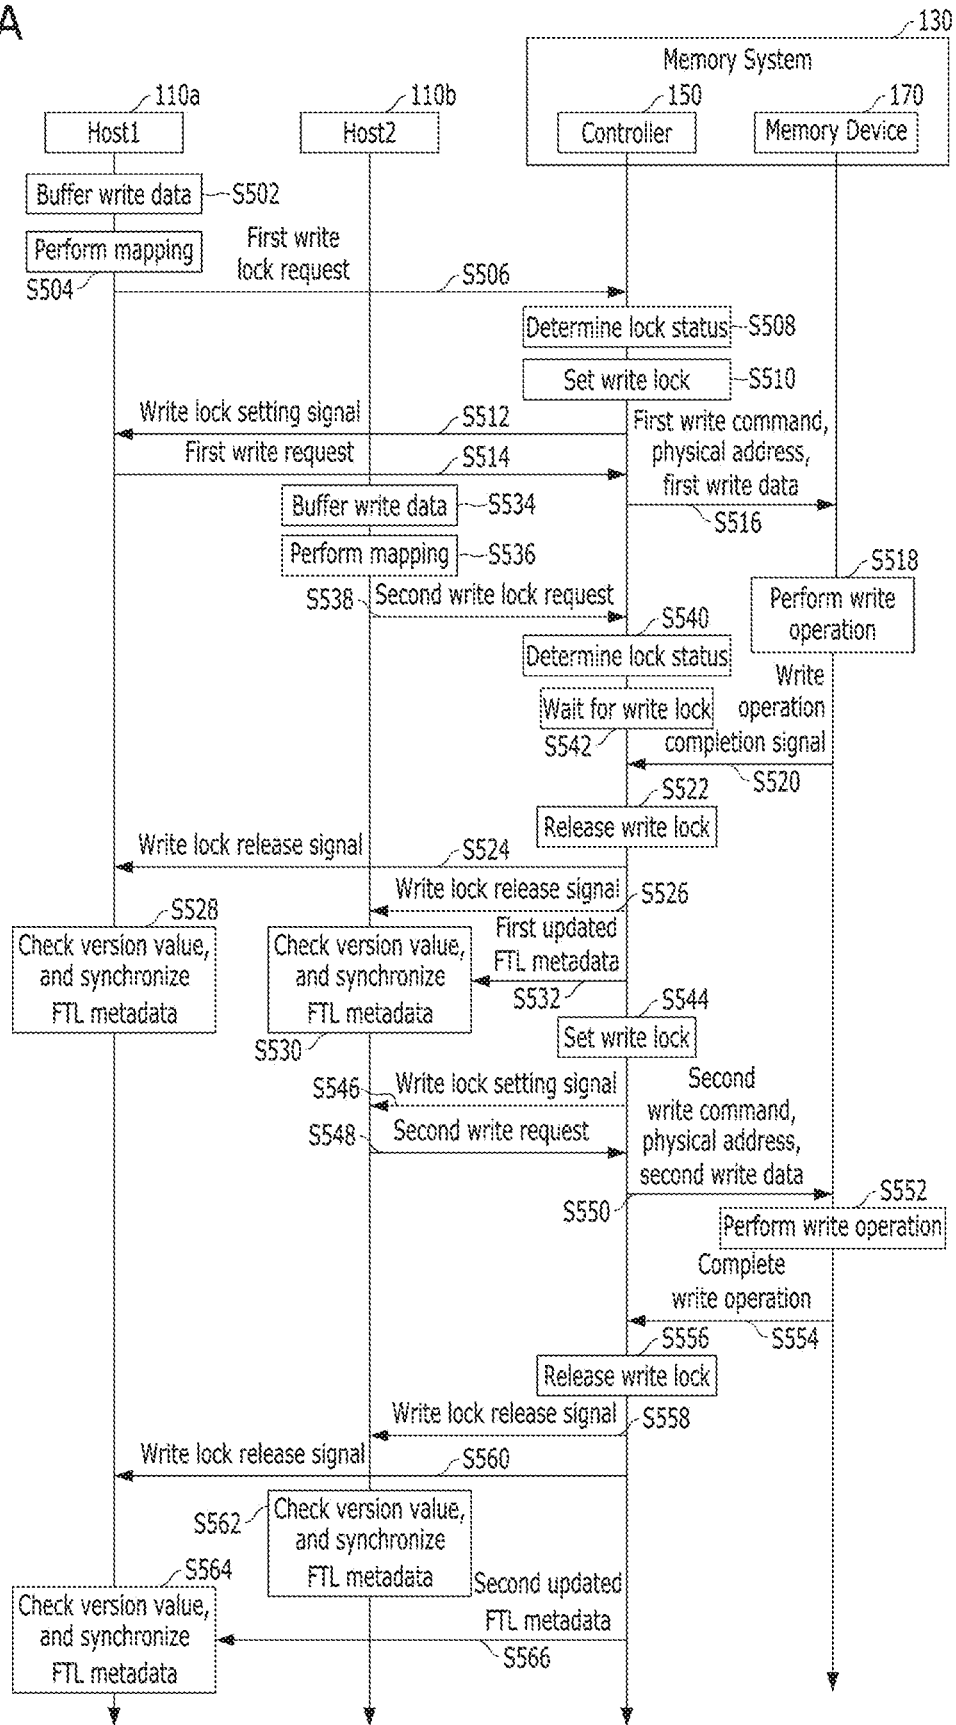 A
130
Memory System
110a
110b
150
170
Host1
Host2
Controller
Memory Device
Buffer write data
S502
Perform mapping
S504
First write
lock request
S506
Determine lock status
S508
Set write lock
S510
Write lock setting signal
S512
First write request
S514
First write command,
physical address,
first write data
S516
Buffer write data
S534
Perform mapping
S536
S518
Perform write
operation
S538
Second write lock request
S540
Determine lock status
Wait for write lock
S542
Write
operation
completion signal
S520
S522
Release write lock
Write lock release signal
S524
Write lock release signal
S526
S528
Check version value,
and synchronize
FTL metadata
Check version value,
and synchronize
FTL metadata
S530
First updated
FTL metadata
S532
S544
Set write lock
S546
Write lock setting signal
S548
Second write request
Second
write command,
physical address,
second write data
S550
S552
Perform write operation
Complete
write operation
S554
S556
Release write lock
Write lock release signal
S558
Write lock release signal
S560
S562
Check version value,
and synchronize
FTL metadata
S564
Check version value,
and synchronize
FTL metadata
Second updated
FTL metadata
S566